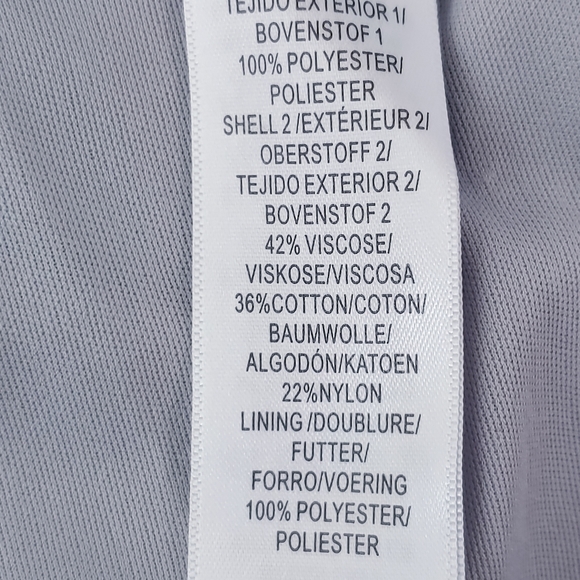 TEJIDO EXTERIOR 1/
BOVENSTOF 1
100% POLYESTER/
POLIESTER
SHELL 2 /EXTÉRIEUR 2/
OBERSTOFF 2/
TEJIDO EXTERIOR 2/
BOVENSTOF 2
42% VISCOSE/
VISKOSE/VISCOSA
36%COTTON/COTON/
BAUMWOLLE/
ALGODÓN/KATOEN
22%NYLON
LINING /DOUBLURE/
FUTTER/
FORRO/VOERING
100% POLYESTER/
POLIESTER